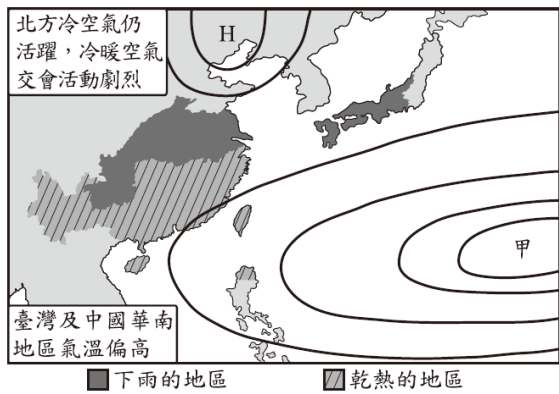 北方冷空氣仍
活躍，冷暖空氣
交會活動劇烈
H
甲
臺灣及中國華南
地區氣溫偏高
下雨的地區
乾熱的地區